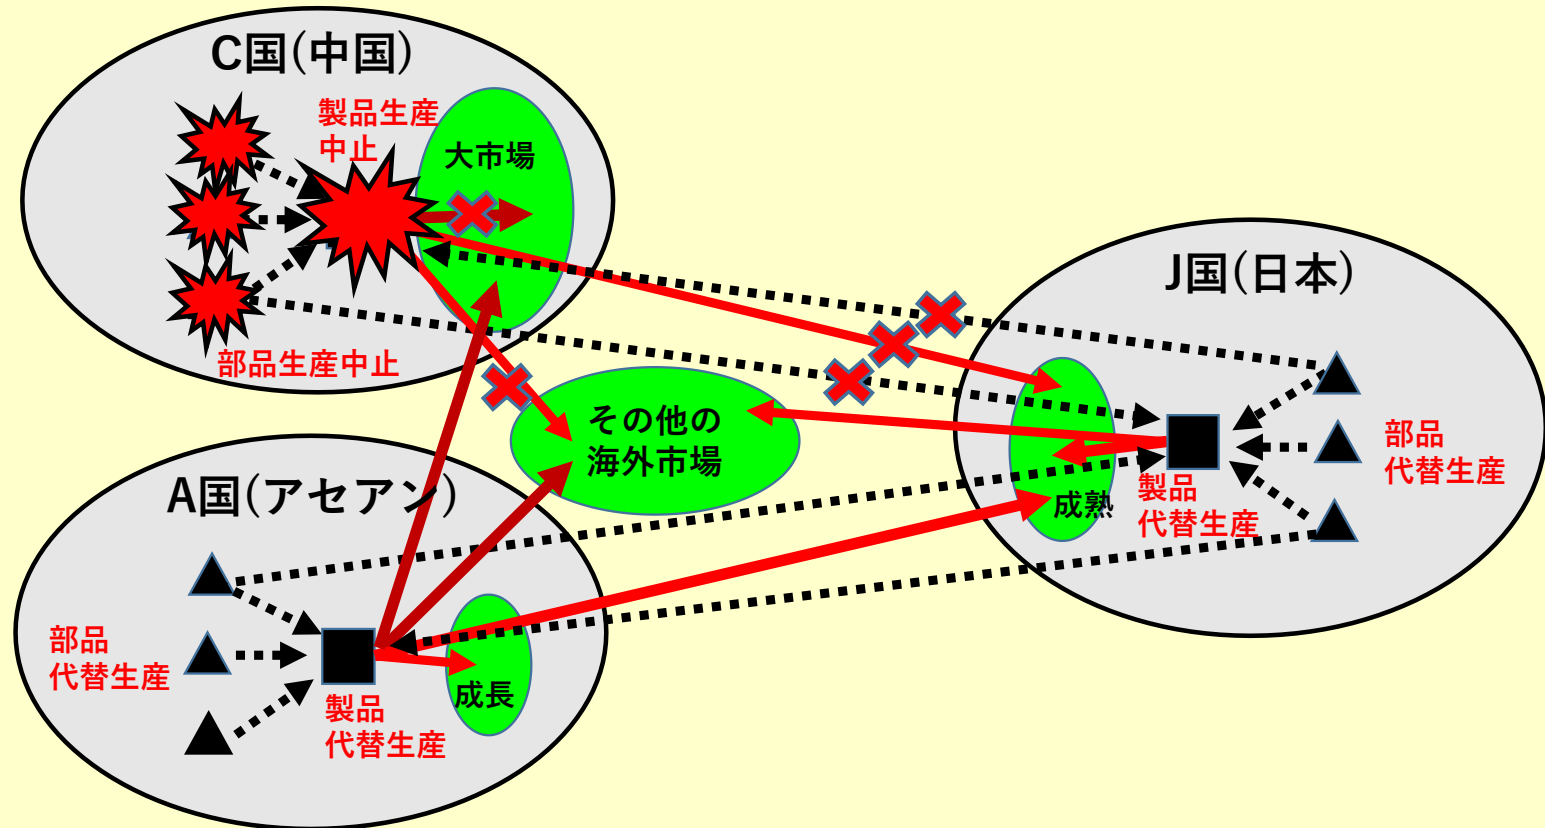 C国(中国)
製品生産
中止
大市場
部品生産中止
J国(日本)
その他の
海外市場
成熟
製品
代替生産
部品
代替生産
A国(アセアン)
部品
代替生産
製品
代替生産
成長